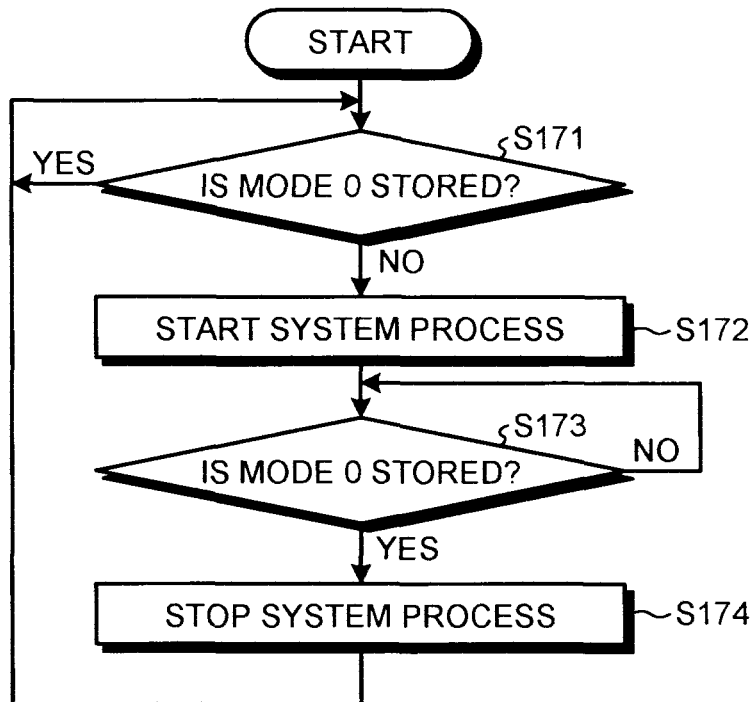 START
S171
YES
IS MODE 0 STORED?
NO
START SYSTEM PROCESS
S172
S173
IS MODE 0 STORED?
NO
YES
STOP SYSTEM PROCESS
S174